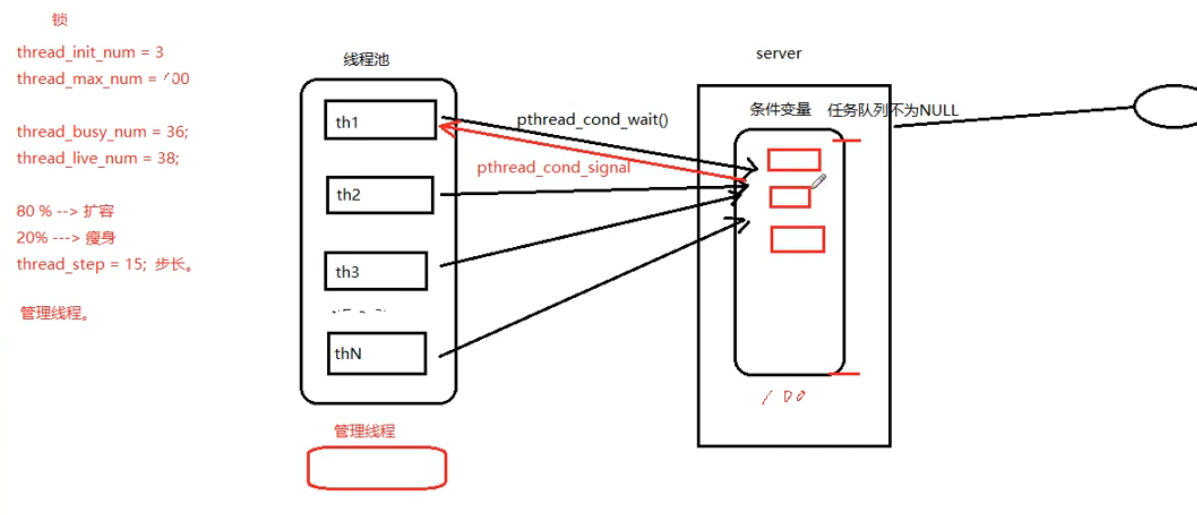 锁
thread_init_num = 3
thread_max_num = 100
thread_busy_num = 36;
thread_live_num = 38;
80 % --> 扩容
20% ---> 瘦身
thread_step = 15; 步长。
管理线程。
线程池
th1
th2
th3
thN
管理线程
pthread_cond_wait()
pthread_cond_signal
server
条件变量 任务队列不为NULL
100